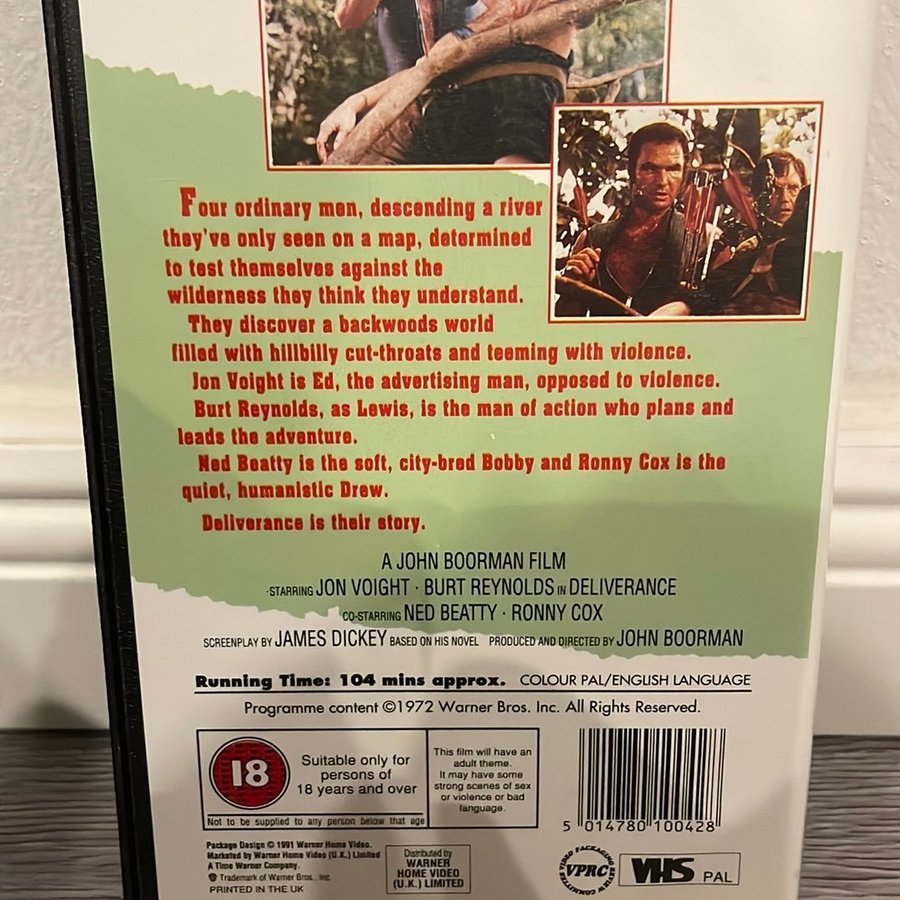 Four ordinary men, descending a river
they've only seen on a map, determined
to test themselves against the
wilderness they think they understand.
They discover a backwoods world
filled with hillbilly cut-throats and teeming with violence.
Jon Voight is Ed, the advertising man, opposed to violence.
Burt Reynolds, as Lewis, is the man of action who plans and
leads the adventure.
Ned Beatty is the soft, city-bred Bobby and Ronny Cox is the
quiet, humanistic Drew.
Deliverance is their story.
A JOHN BOORMAN FILM
STARRING JON VOIGHT · BURT REYNOLDS IN DELIVERANCE
CO-STARRING NED BEATTY · RONNY COX
SCREENPLAY BY JAMES DICKEY BASED ON HIS NOVEL PRODUCED AND DIRECTED BY JOHN BOORMAN
Running Time: 104 mins approx. COLOUR PAL/ENGLISH LANGUAGE
Programme content ©1972 Warner Bros. Inc. All Rights Reserved.
18
Suitable only for
persons of
18 years and over
Not to be supplied to any person below that age
This film will have an
adult theme.
It may have some
strong scenes of sex
or violence or bad
language.
5 014780 100428
Package Design © 1991 Warner Home Video.
Marketed by Warner Home Video (U.K.) Limited
A Time Warner Company.
Trademark of Warner Bros. Inc.
PRINTED IN THE UK
Distributed by
WARNER
HOME VIDEO
(U.K.) LIMITED
VIDEO PACKAGING REVIEW COMMITTEE
VPRC
VHS PAL